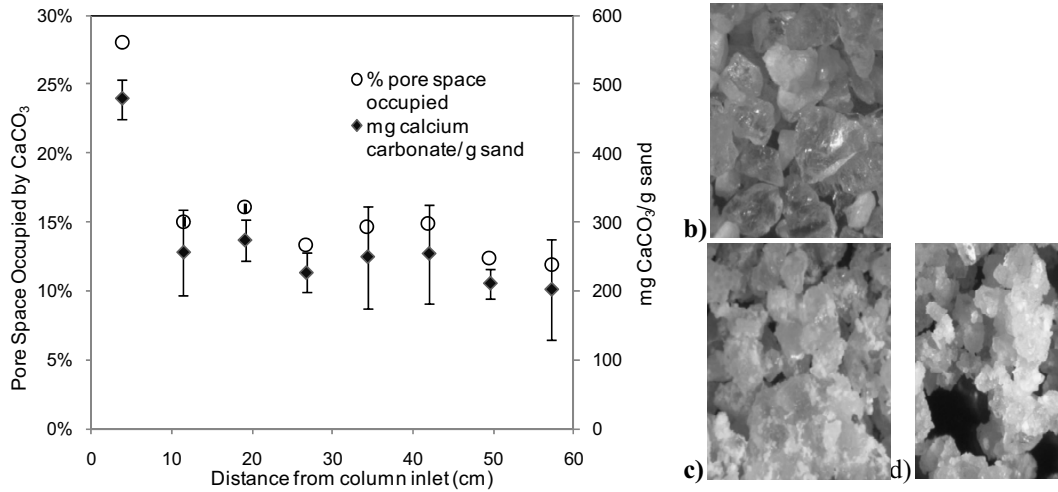 30%
25%
20%
15%
10%
5%
0%
Pore Space Occupied by CaCO3
600
500
400
300
200
100
0
mg CaCO3/g sand
% pore space
occupied
mg calcium
carbonate/g sand
0 10 20 30 40 50 60
Distance from column inlet (cm)
b)
c)
d)